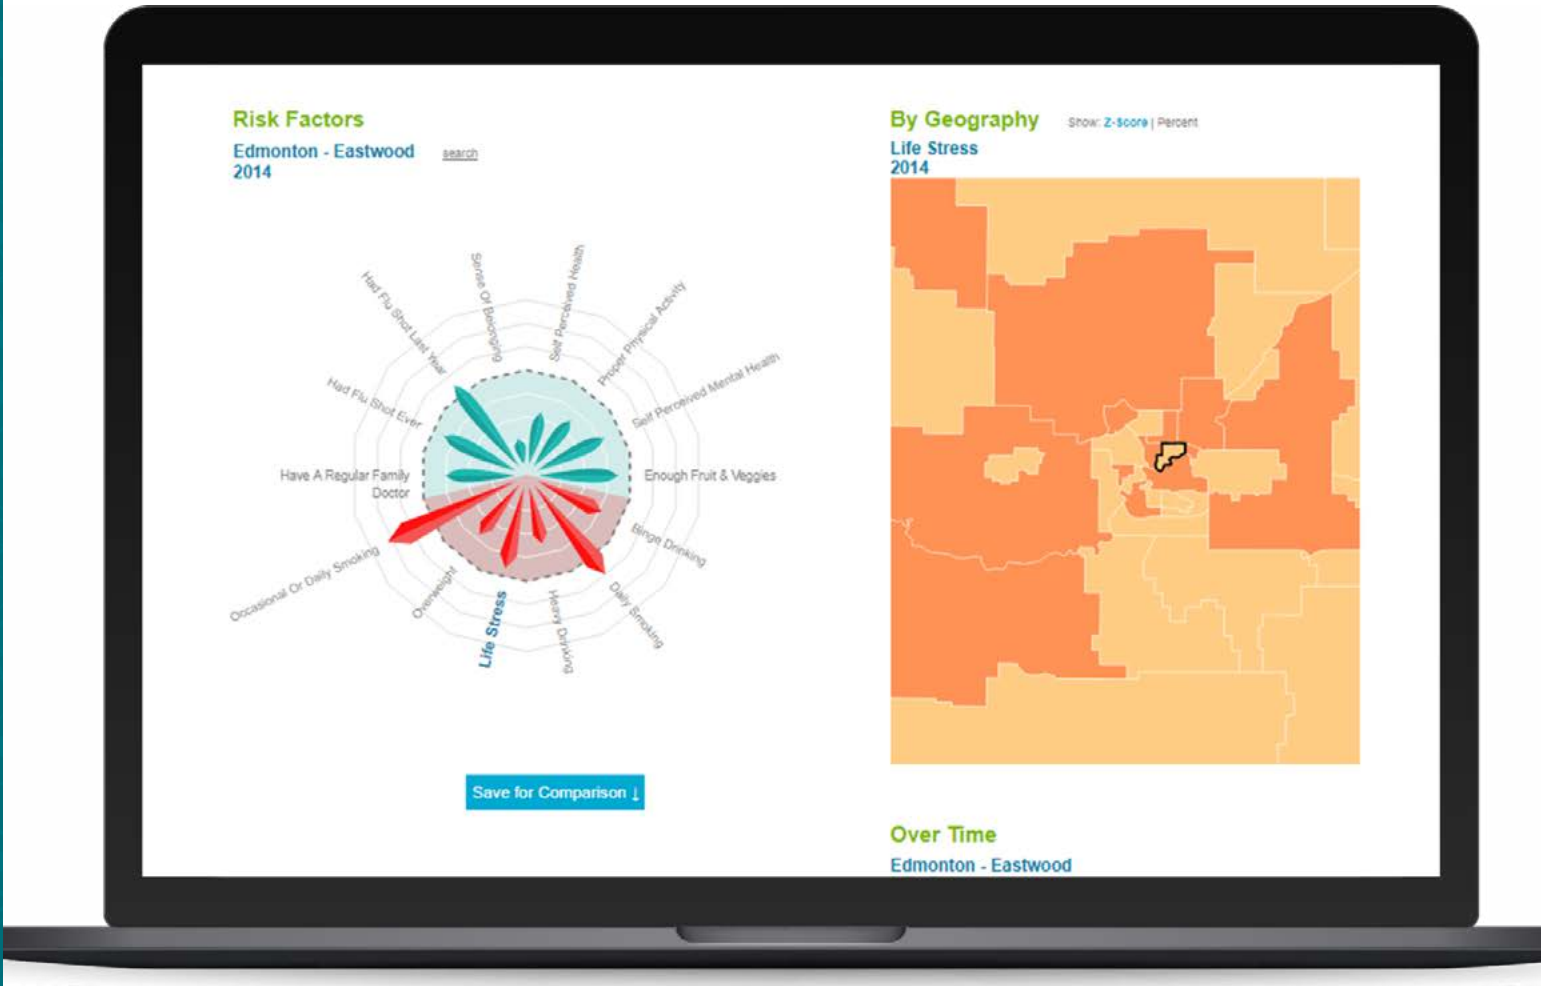 Risk Factors
Edmonton - Eastwood
search
2014
Sense Of Belonging
Self Perceived Health
Had Flu Shot Last Year
Proper Physical Activity
Had Flu Shot Ever
Self Perceived Mental Health
Have A Regular Family
Doctor
Enough Fruit & Veggies
Occasional Or Daily Smoking
Binge Drinking
Overweight
Life Stress
Heavy Drinking
Daily Smoking
Save for Comparison ↓
By Geography
Show: Z-Score | Percent
Life Stress
2014
Over Time
Edmonton - Eastwood